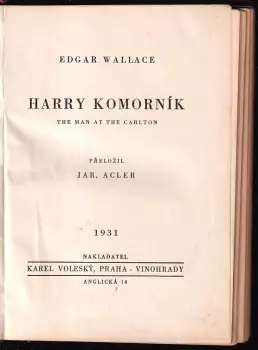 EDGAR WALLACE
HARRY KOMORNÍK
THE MAN AT THE CARLTON
PŘELOŽIL
JAR. ACLER
1931
NAKLADATEL
KAREL VOLESKÝ, PRAHA - VINOHRADY
ANGLICKÁ 14